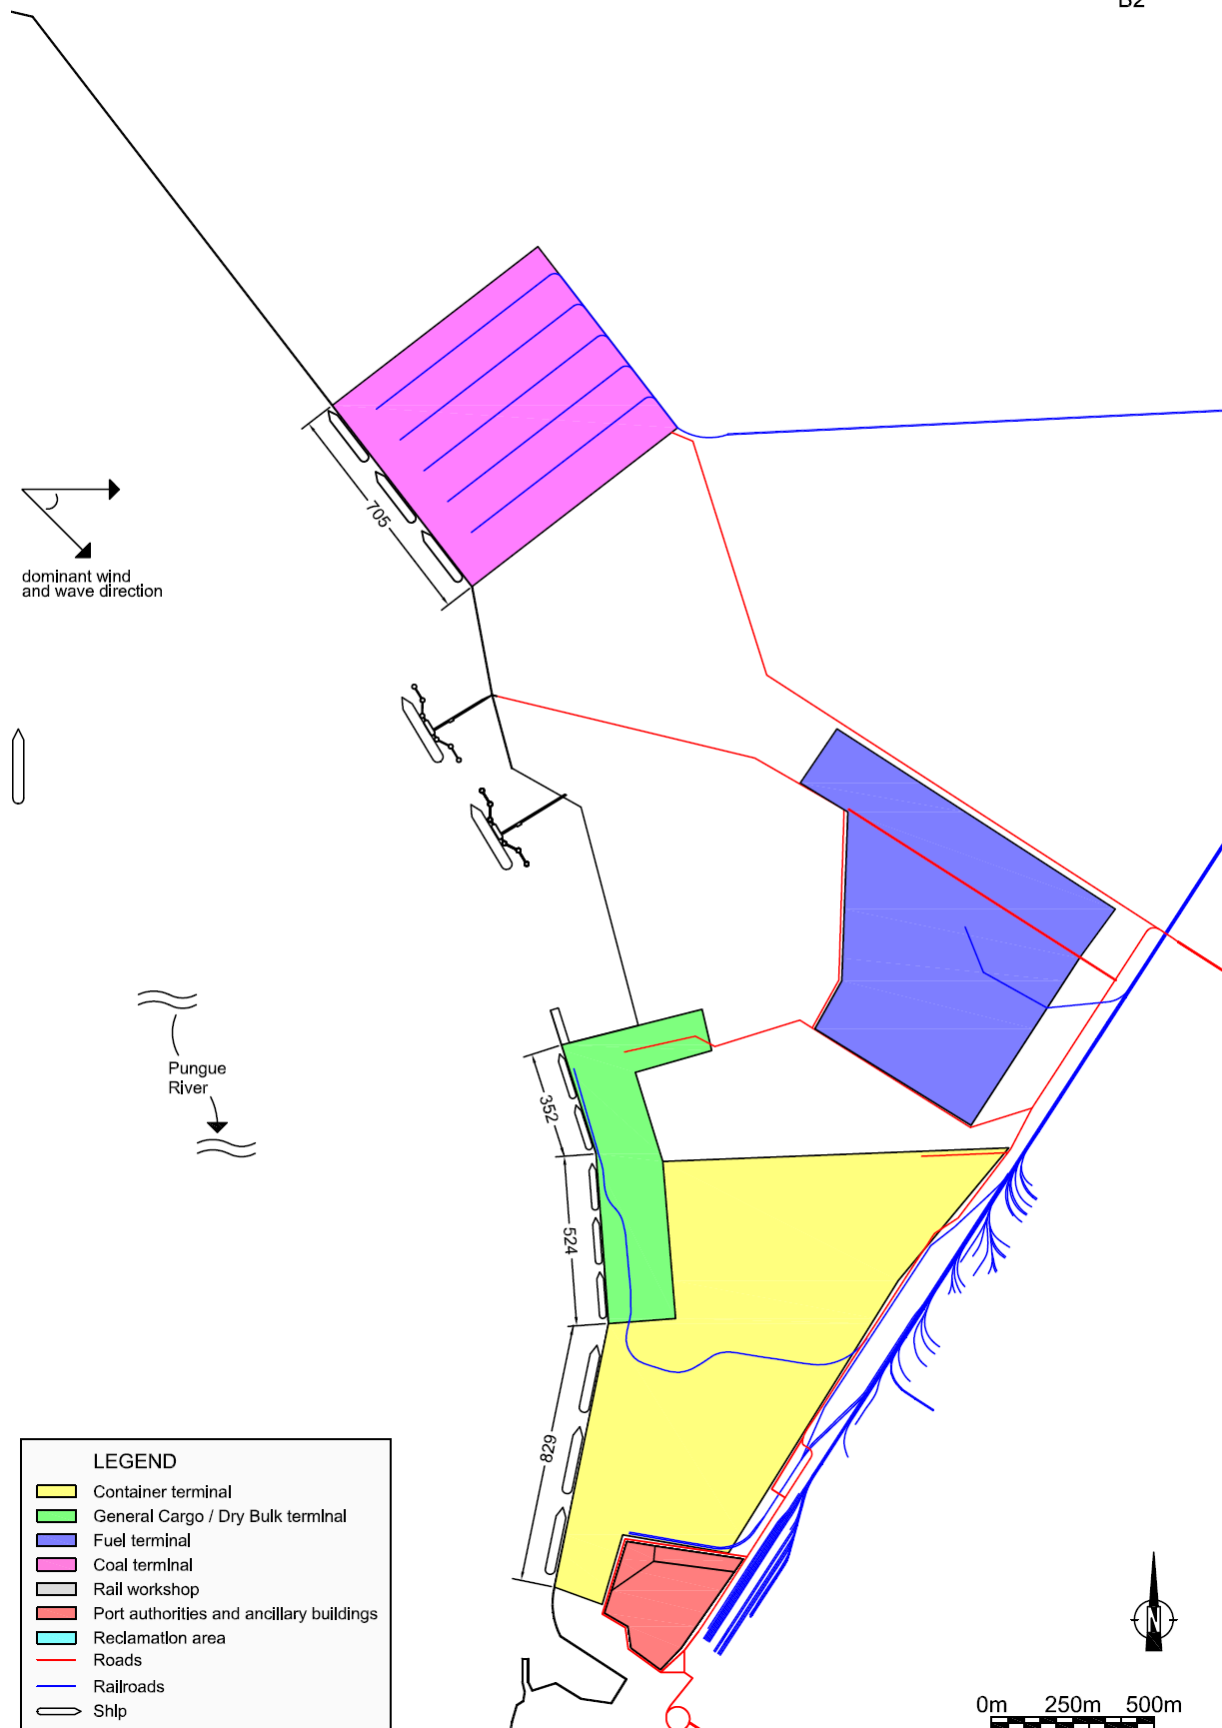 B2
705
dominant wind
and wave direction
352
Pungue
River
524
829
LEGEND
Container terminal
General Cargo / Dry Bulk terminal
Fuel terminal
Coal terminal
Rail workshop
Port authorities and ancillary buildings
Reclamation area
Roads
Railroads
Ship
N
0m 250m 500m